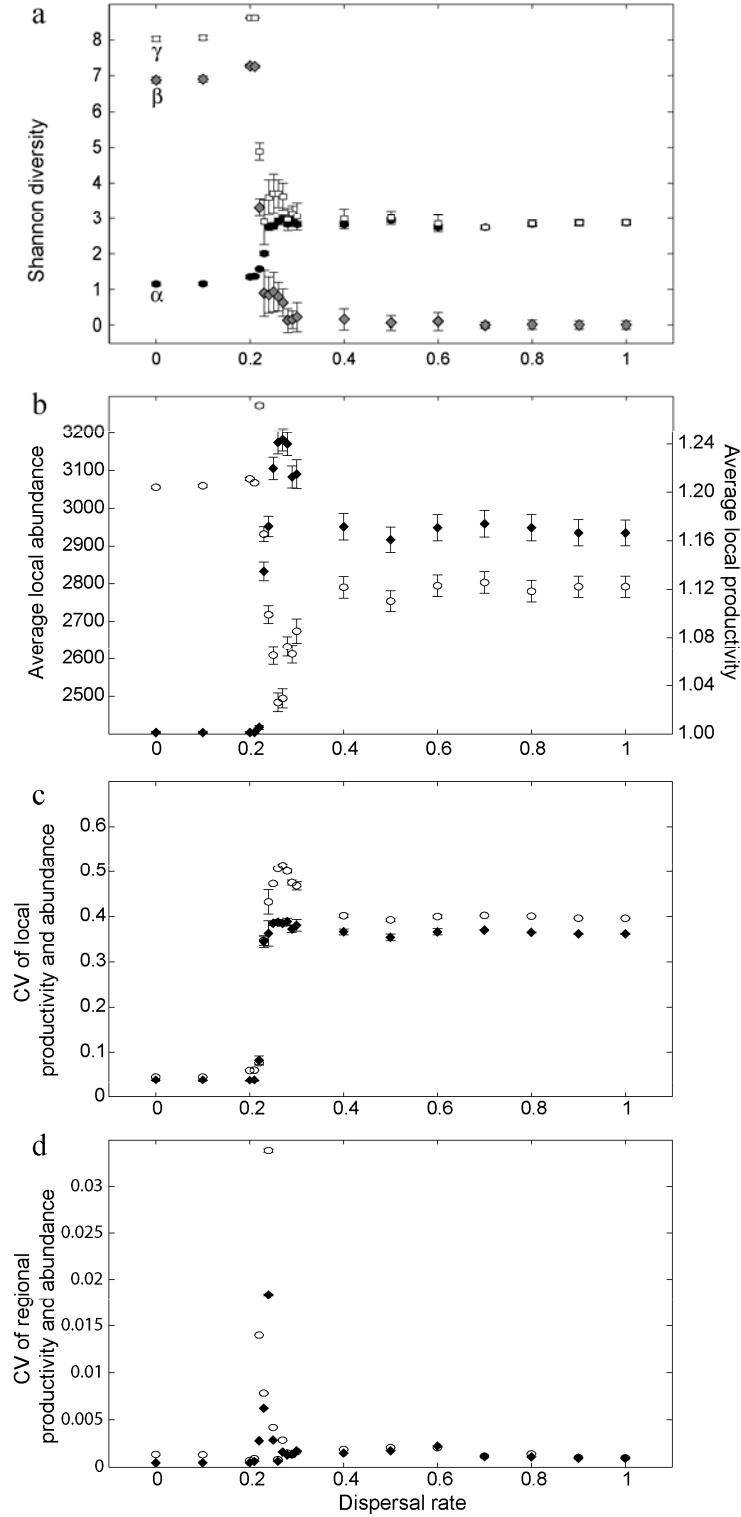 a
8
7
6
5
4
3
2
1
0
Shannon diversity
γ
β
α
0 0.2 0.4 0.6 0.8 1
b
3200
3100
3000
2900
2800
2700
2600
2500
Average local abundance
1.24
1.20
1.16
1.12
1.08
1.04
1.00
Average local productivity
0 0.2 0.4 0.6 0.8 1
c
0.6
0.5
0.4
0.3
0.2
0.1
0
CV of local
productivity and abundance
0 0.2 0.4 0.6 0.8 1
d
0.03
0.025
0.02
0.015
0.01
0.005
0
CV of regional
productivity and abundance
0 0.2 0.4 0.6 0.8 1
Dispersal rate